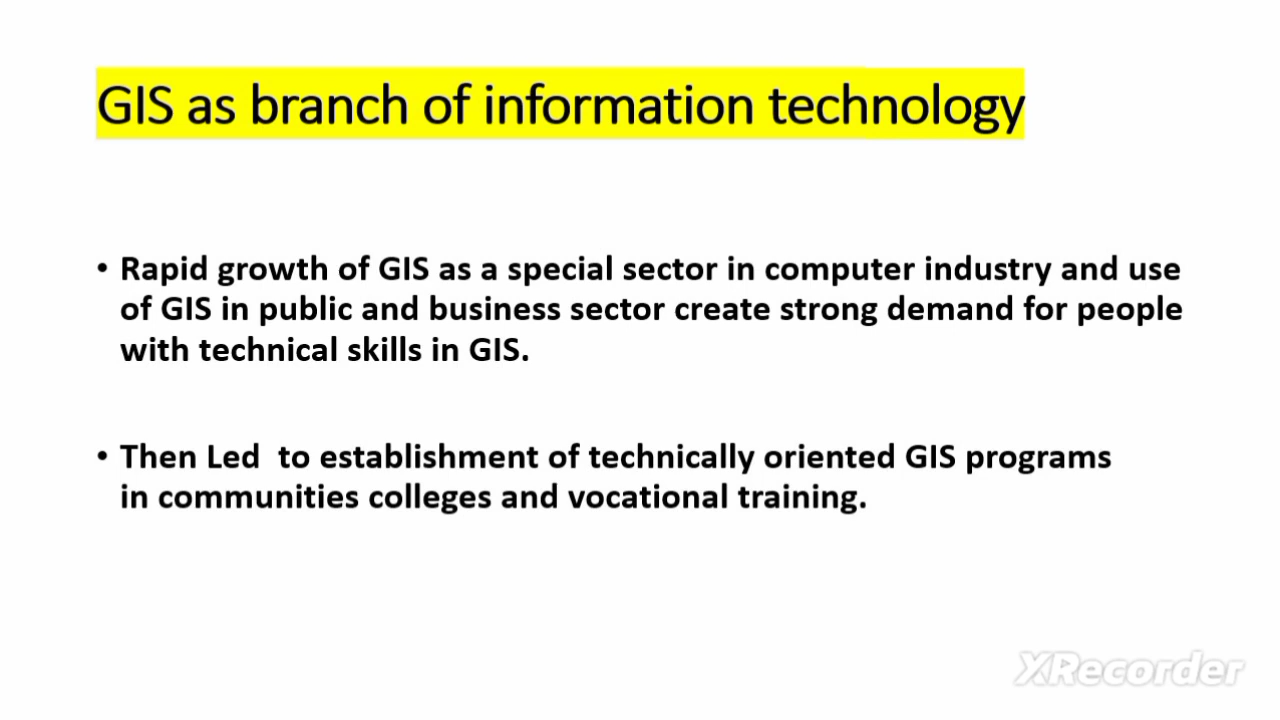 GIS as branch of information technology
• Rapid growth of GIS as a special sector in computer industry and use
of GIS in public and business sector create strong demand for people
with technical skills in GIS.
• Then Led  to establishment of technically oriented GIS programs
in communities colleges and vocational training.
XRecorder